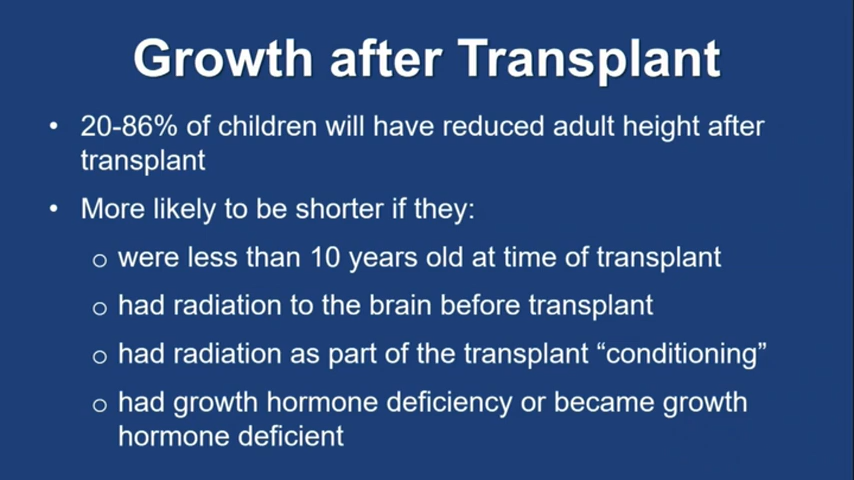 Growth after Transplant
• 20-86% of children will have reduced adult height after
transplant
• More likely to be shorter if they:
o were less than 10 years old at time of transplant
o had radiation to the brain before transplant
o had radiation as part of the transplant “conditioning”
o had growth hormone deficiency or became growth
hormone deficient